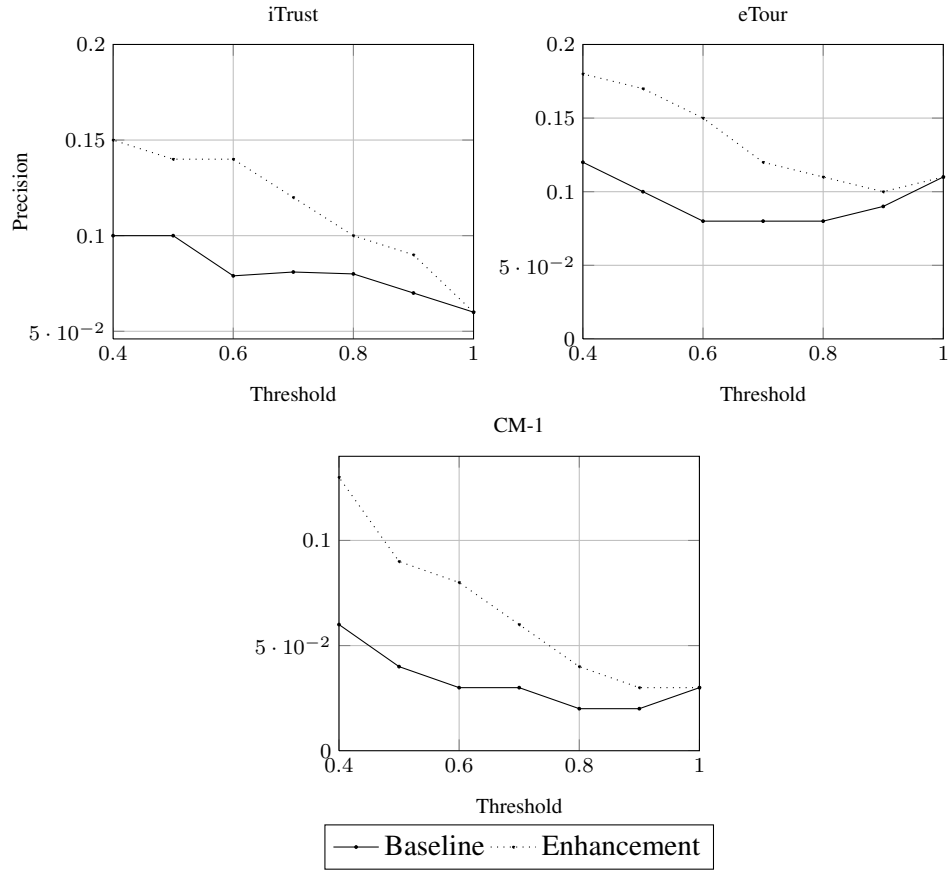 iTrust
0.2
0.15
0.1
5 · 10⁻²
Precision
0.4 0.6 0.8 1
Threshold
eTour
0.2
0.15
0.1
5 · 10⁻²
0
0.4 0.6 0.8 1
Threshold
CM-1
0.1
5 · 10⁻²
0
0.4 0.6 0.8 1
Threshold
Baseline Enhancement